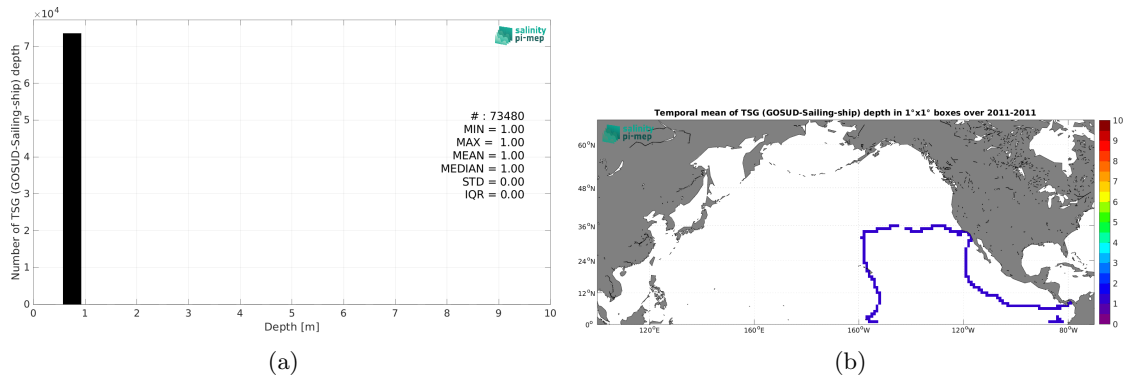 ×10⁴
7
6
5
4
3
2
1
0
Number of TSG (GOSUD-Sailing-ship) depth
salinity
pi-mep
# : 73480
MIN = 1.00
MAX = 1.00
MEAN = 1.00
MEDIAN = 1.00
STD = 0.00
IQR = 0.00
0 1 2 3 4 5 6 7 8 9 10
Depth [m]
(a)
Temporal mean of TSG (GOSUD-Sailing-ship) depth in 1°x1° boxes over 2011-2011
salinity
pi-mep
60°N
48°N
36°N
24°N
12°N
0°
120°E 160°E 160°W 120°W 80°W
10
9
8
7
6
5
4
3
2
1
0
(b)